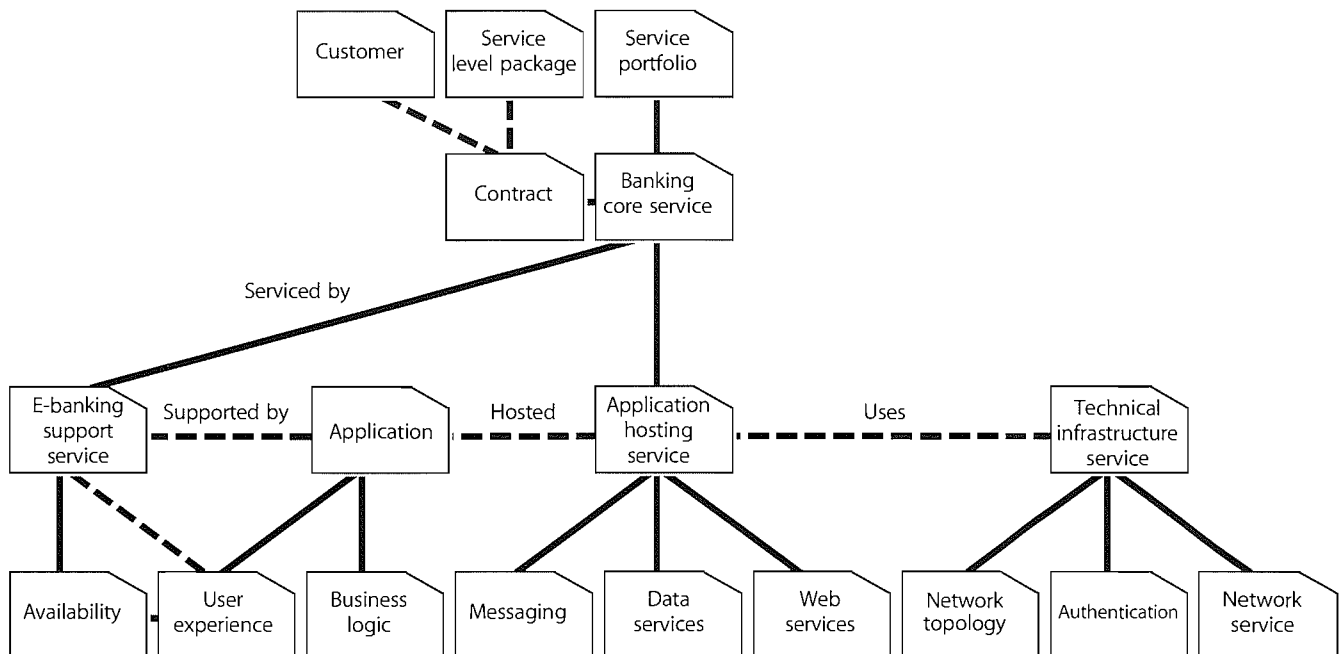 Customer
Service
level package
Service
portfolio
Contract
Banking
core service
Serviced by
E-banking
support
service
Supported by
Application
Hosted
Application
hosting
service
Uses
Technical
infrastructure
service
Availability
User
experience
Business
logic
Messaging
Data
services
Web
services
Network
topology
Authentication
Network
service